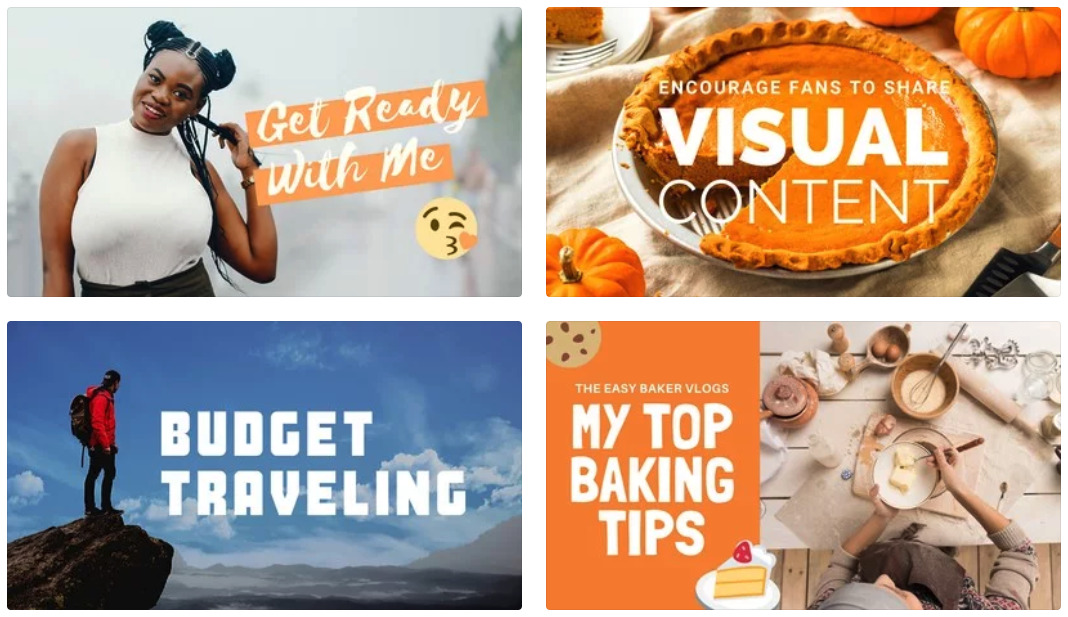 Get Ready
With Me
ENCOURAGE FANS TO SHARE
VISUAL
CONTENT
BUDGET
TRAVELING
THE EASY BAKER VLOGS
MY TOP
BAKING
TIPS